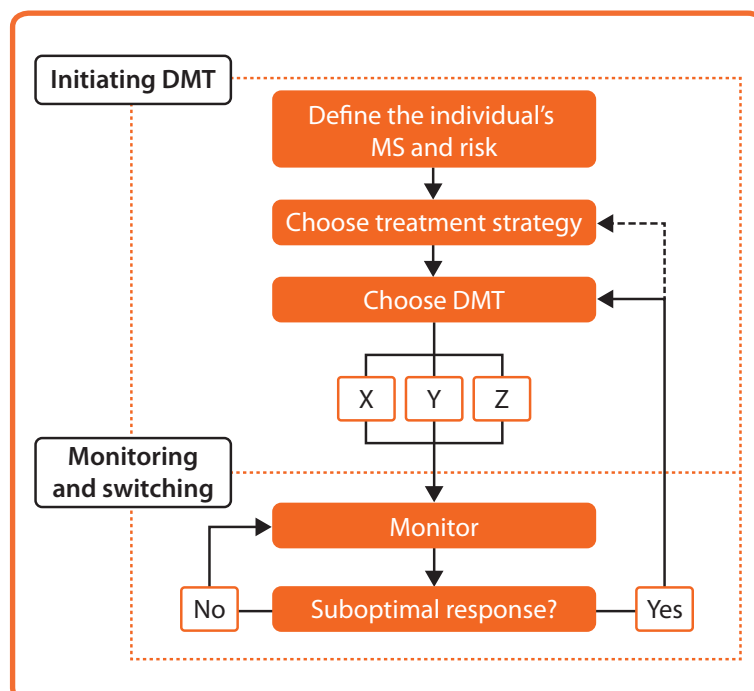 Initiating DMT
Define the individual’s
MS and risk
Choose treatment strategy
Choose DMT
X
Y
Z
Monitoring
and switching
Monitor
Suboptimal response?
No
Yes